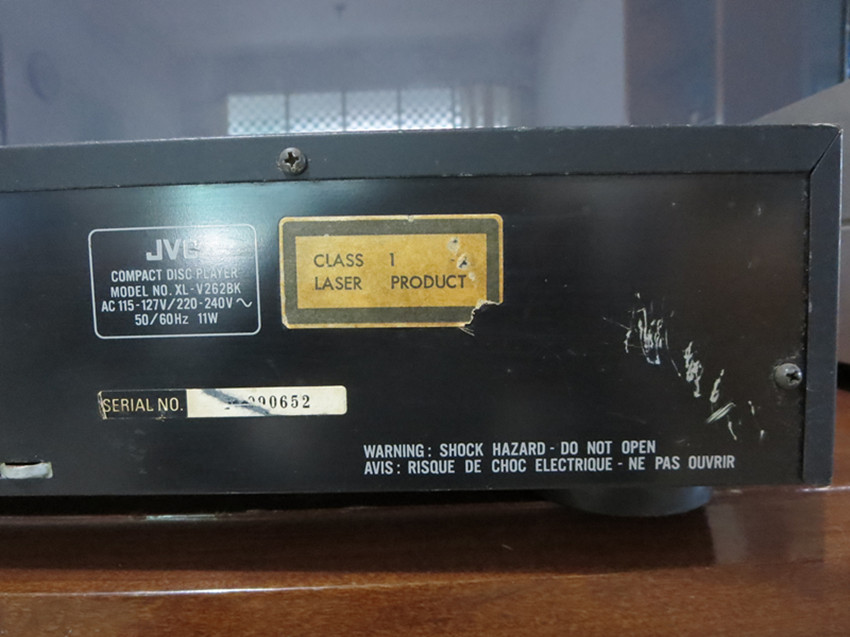 JVC
COMPACT DISC PLAYER
MODEL NO. XL-V262BK
AC 115-127V/220-240V ~
50/60Hz 11W
CLASS 1
LASER PRODUCT
SERIAL NO.
WARNING : SHOCK HAZARD - DO NOT OPEN
AVIS : RISQUE DE CHOC ELECTRIQUE - NE PAS OUVRIR